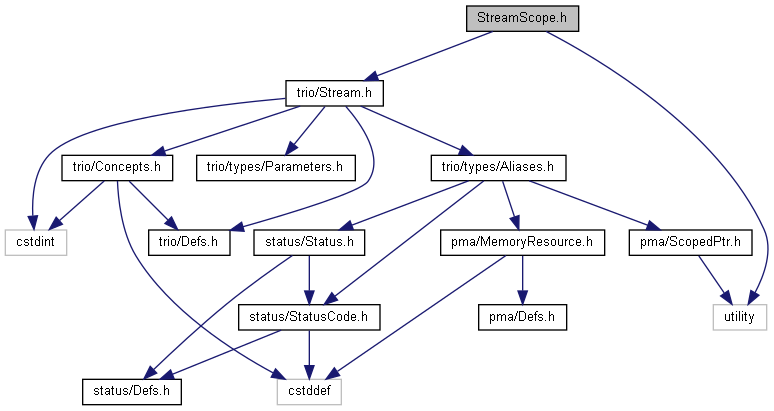 StreamScope.h
trio/Stream.h
trio/Concepts.h
trio/types/Parameters.h
trio/types/Aliases.h
cstdint
trio/Defs.h
status/Status.h
pma/MemoryResource.h
pma/ScopedPtr.h
status/StatusCode.h
pma/Defs.h
utility
status/Defs.h
cstddef